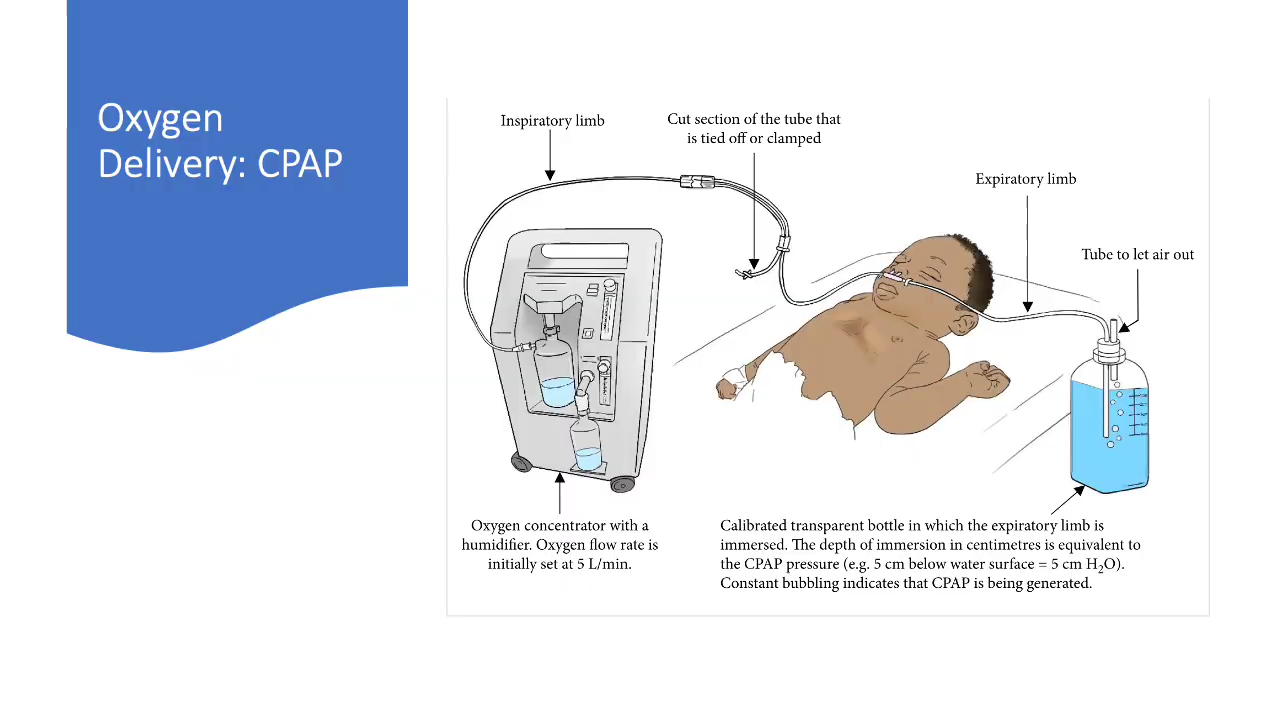 Oxygen
Delivery: CPAP
Inspiratory limb
Cut section of the tube that
is tied off or clamped
Expiratory limb
Tube to let air out
Oxygen concentrator with a
humidifier. Oxygen flow rate is
initially set at 5 L/min.
Calibrated transparent bottle in which the expiratory limb is
immersed. The depth of immersion in centimetres is equivalent to
the CPAP pressure (e.g. 5 cm below water surface = 5 cm H₂O).
Constant bubbling indicates that CPAP is being generated.